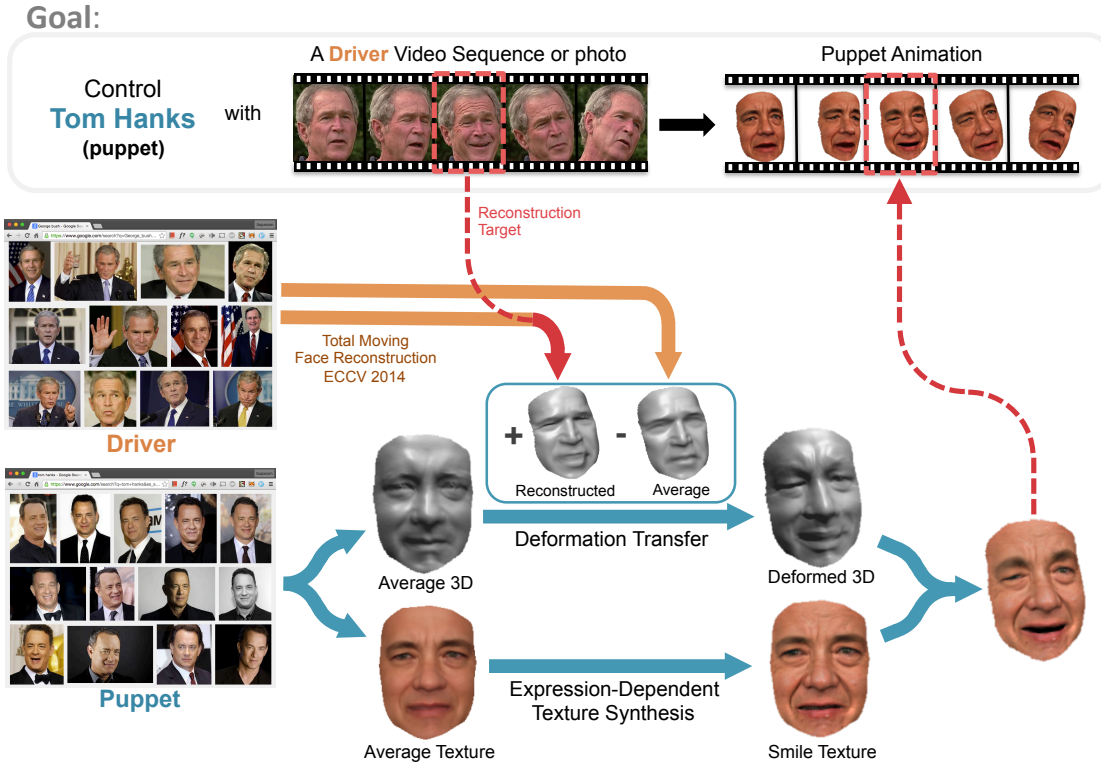 Goal:
A Driver Video Sequence or photo
Puppet Animation
Control
Tom Hanks
(puppet)
with
Reconstruction
Target
Total Moving
Face Reconstruction
ECCV 2014
Driver
+
-
Reconstructed
Average
Deformation Transfer
Average 3D
Deformed 3D
Puppet
Expression-Dependent
Texture Synthesis
Average Texture
Smile Texture